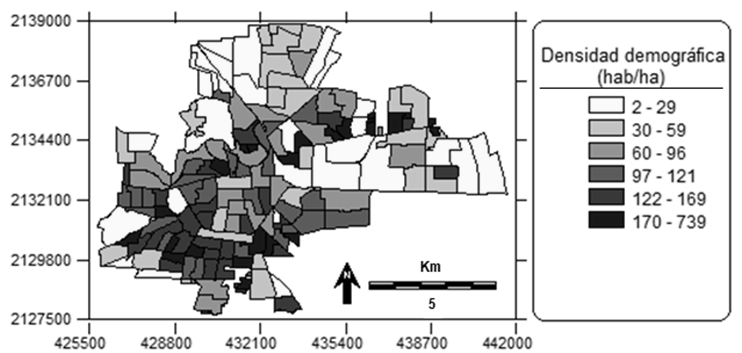 2139000
2136700
2134400
2132100
2129800
2127500
425500 428800 432100 435400 438700 442000
N
Km
5
Densidad demográfica
(hab/ha)
2 - 29
30 - 59
60 - 96
97 - 121
122 - 169
170 - 739